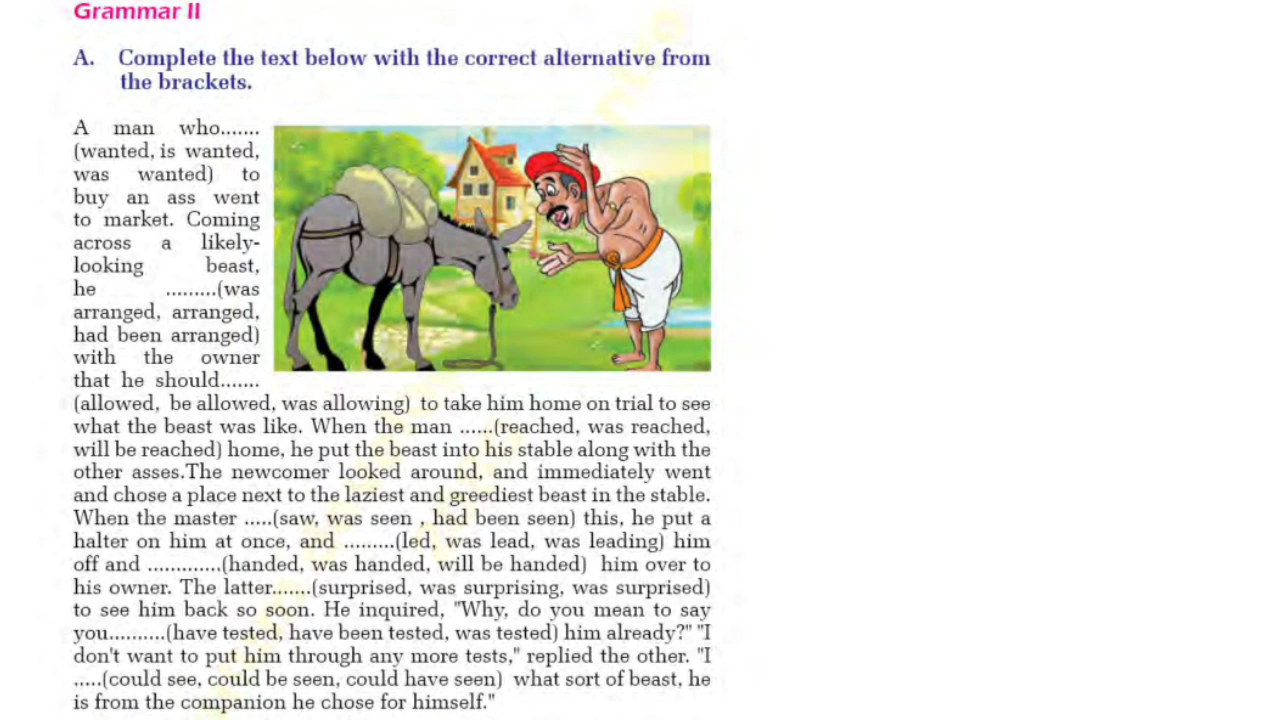 Grammar II
A. Complete the text below with the correct alternative from
the brackets.
A man who.......
(wanted, is wanted,
was wanted) to
buy an ass went
to market. Coming
across a likely-
looking beast,
he .........(was
arranged, arranged,
had been arranged)
with the owner
that he should.......
(allowed, be allowed, was allowing) to take him home on trial to see
what the beast was like. When the man ......(reached, was reached,
will be reached) home, he put the beast into his stable along with the
other asses.The newcomer looked around, and immediately went
and chose a place next to the laziest and greediest beast in the stable.
When the master .....(saw, was seen , had been seen) this, he put a
halter on him at once, and .........(led, was lead, was leading) him
off and .............(handed, was handed, will be handed) him over to
his owner. The latter.......(surprised, was surprising, was surprised)
to see him back so soon. He inquired, "Why, do you mean to say
you..........(have tested, have been tested, was tested) him already?" "I
don't want to put him through any more tests," replied the other. "I
.....(could see, could be seen, could have seen) what sort of beast, he
is from the companion he chose for himself."